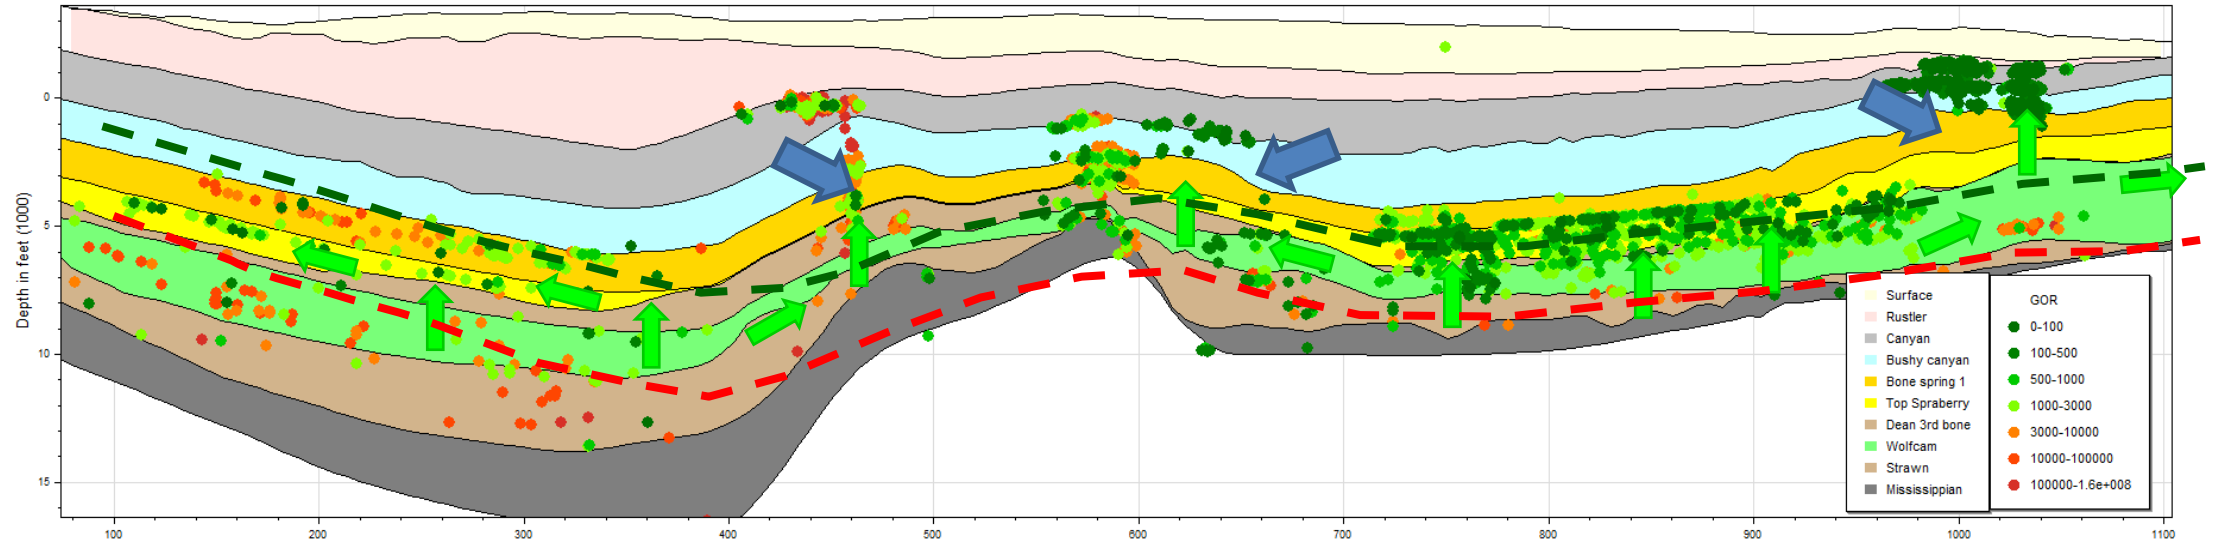 Depth in feet (1000)
0
5
10
15
100
200
300
400
500
600
700
800
900
1000
1100
Surface
Rustler
Canyan
Bushy canyan
Bone spring 1
Top Spraberry
Dean 3rd bone
Wolfcam
Strawn
Mississippian
GOR
0-100
100-500
500-1000
1000-3000
3000-10000
10000-100000
100000-1.6e+008